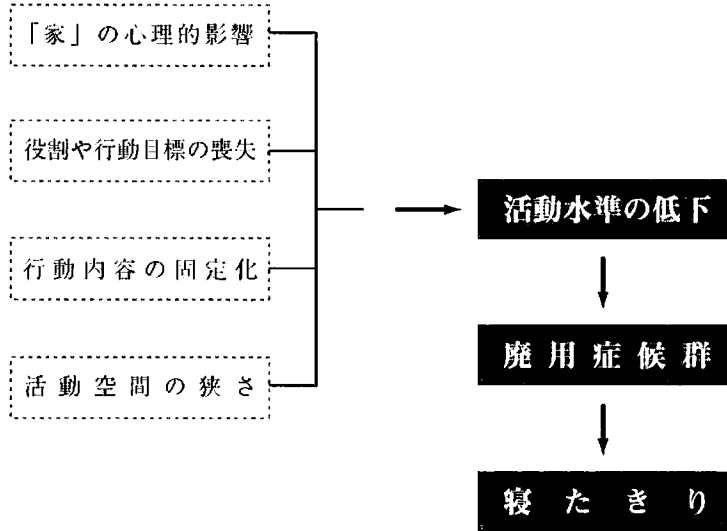 「家」の心理的影響
役割や行動目標の喪失
行動内容の固定化
活動空間の狭さ
活動水準の低下
廃用症候群
寝たきり